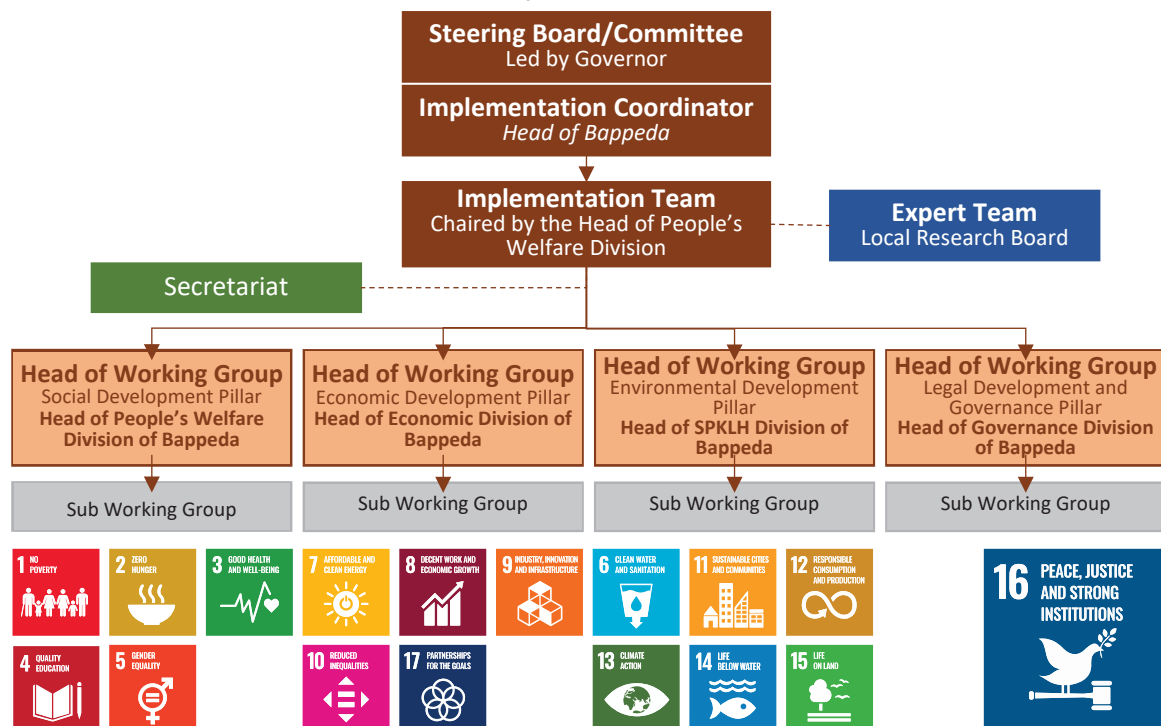 Steering Board/Committee
Led by Governor
Implementation Coordinator
Head of Bappeda
Implementation Team
Chaired by the Head of People’s
Welfare Division
Expert Team
Local Research Board
Secretariat
Head of Working Group
Social Development Pillar
Head of People’s Welfare
Division of Bappeda
Head of Working Group
Economic Development Pillar
Head of Economic Division of
Bappeda
Head of Working Group
Environmental Development
Pillar
Head of SPKLH Division of
Bappeda
Head of Working Group
Legal Development and
Governance Pillar
Head of Governance Division
of Bappeda
Sub Working Group
Sub Working Group
Sub Working Group
Sub Working Group
1 NO
POVERTY
2 ZERO
HUNGER
3 GOOD HEALTH
AND WELL-BEING
4 QUALITY
EDUCATION
5 GENDER
EQUALITY
7 AFFORDABLE AND
CLEAN ENERGY
8 DECENT WORK AND
ECONOMIC GROWTH
9 INDUSTRY, INNOVATION
AND INFRASTRUCTURE
10 REDUCED
INEQUALITIES
17 PARTNERSHIPS
FOR THE GOALS
6 CLEAN WATER
AND SANITATION
11 SUSTAINABLE CITIES
AND COMMUNITIES
12 RESPONSIBLE
CONSUMPTION
AND PRODUCTION
13 CLIMATE
ACTION
14 LIFE
BELOW WATER
15 LIFE
ON LAND
16 PEACE, JUSTICE
AND STRONG
INSTITUTIONS